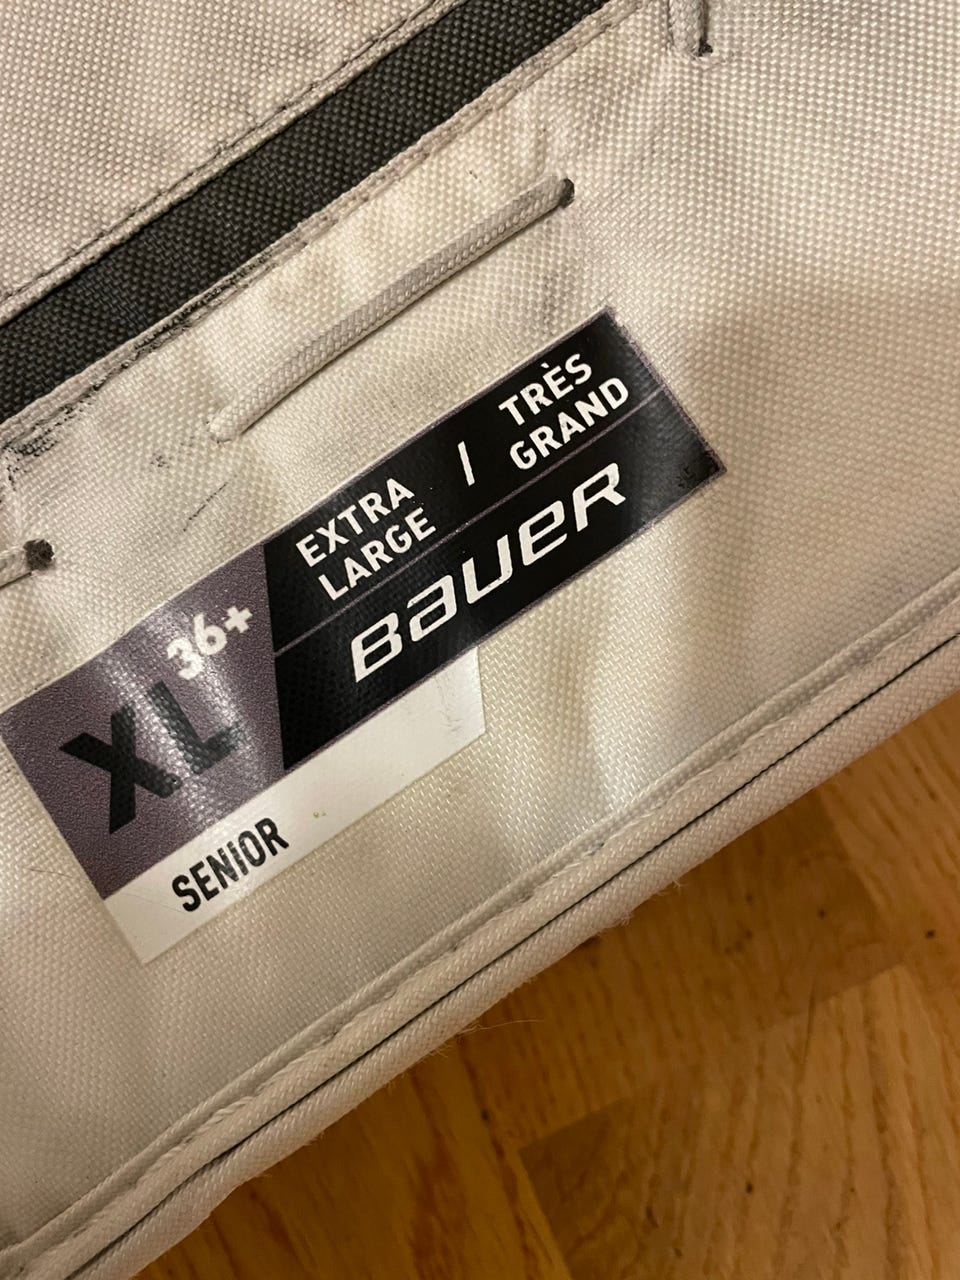 EXTRA
LARGE
/
TRÈS
GRAND
BAUER
36+
XL
SENIOR